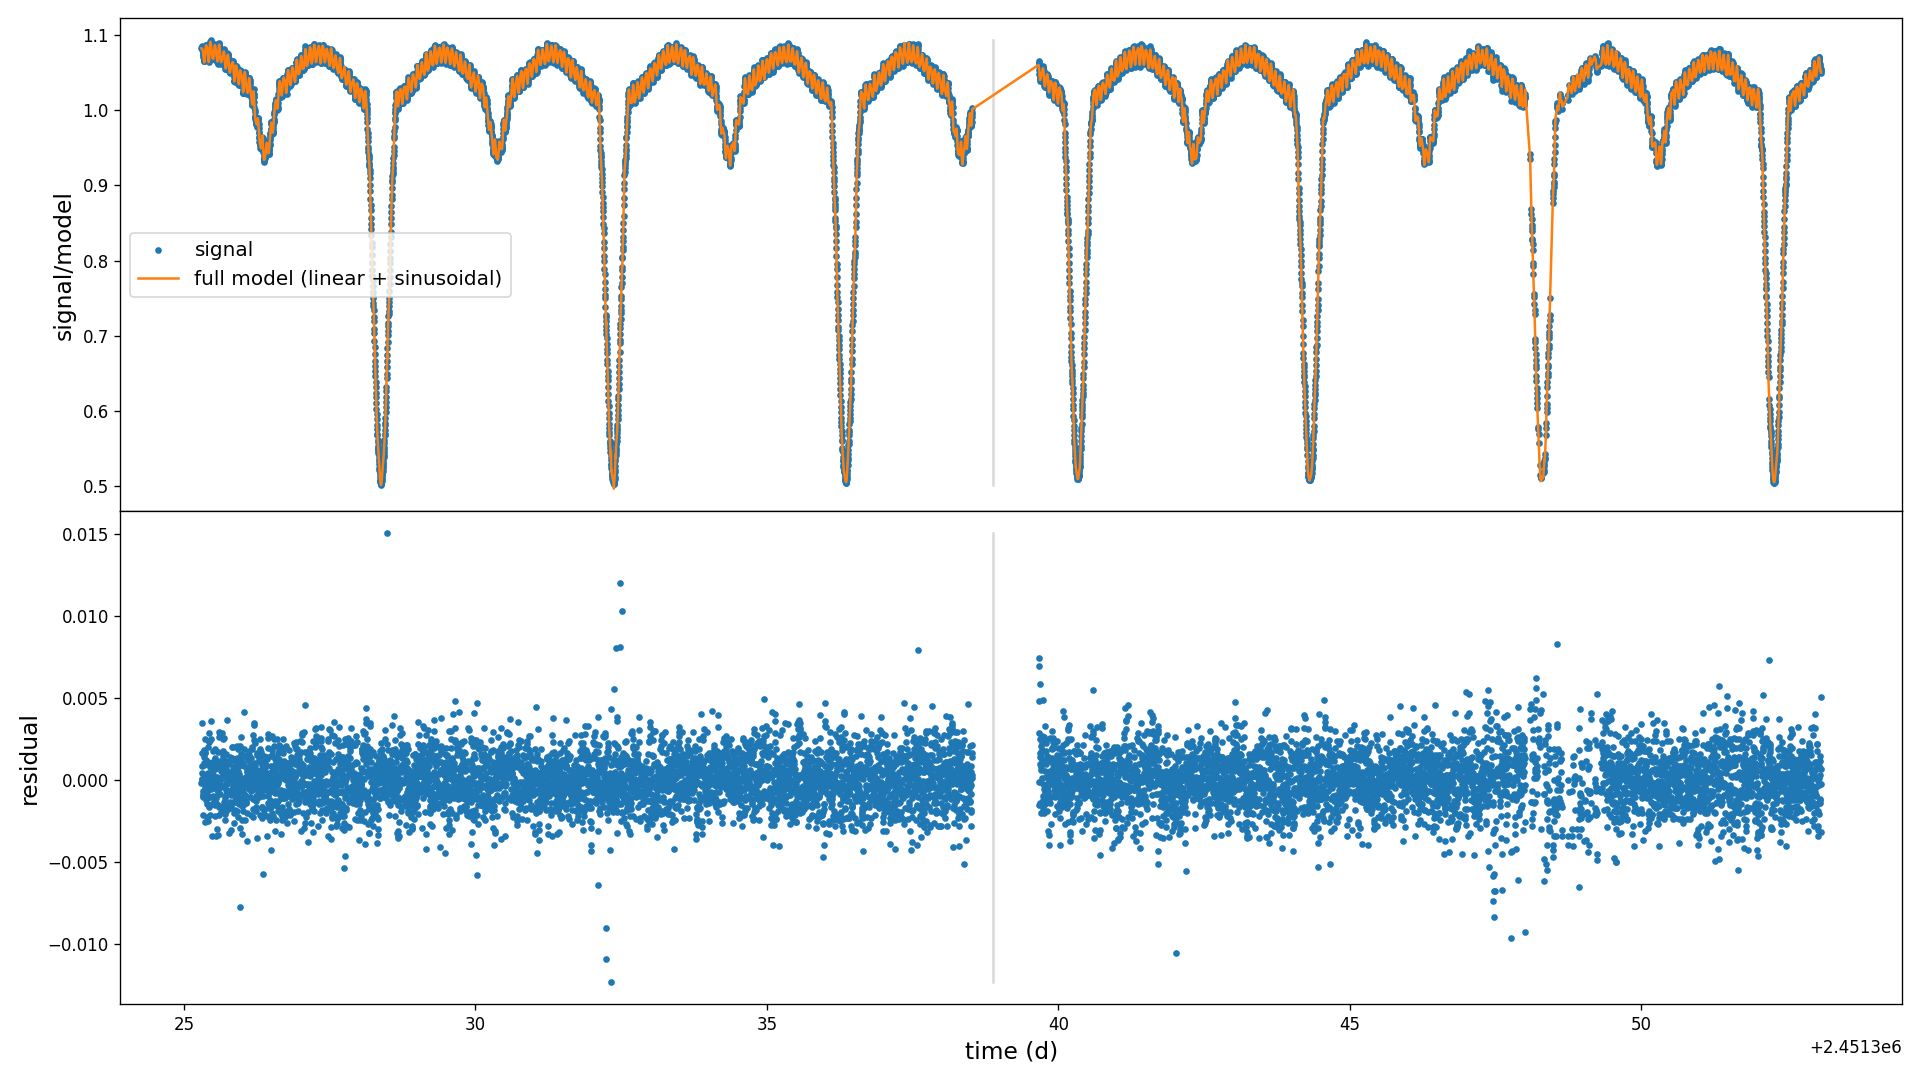 1.1
1.0
0.9
0.8
0.7
0.6
0.5
signal/model
signal
full model (linear + sinusoidal)
0.015
0.010
0.005
0.000
−0.005
−0.010
residual
25 30 35 40 45 50
time (d)
+2.4513e6